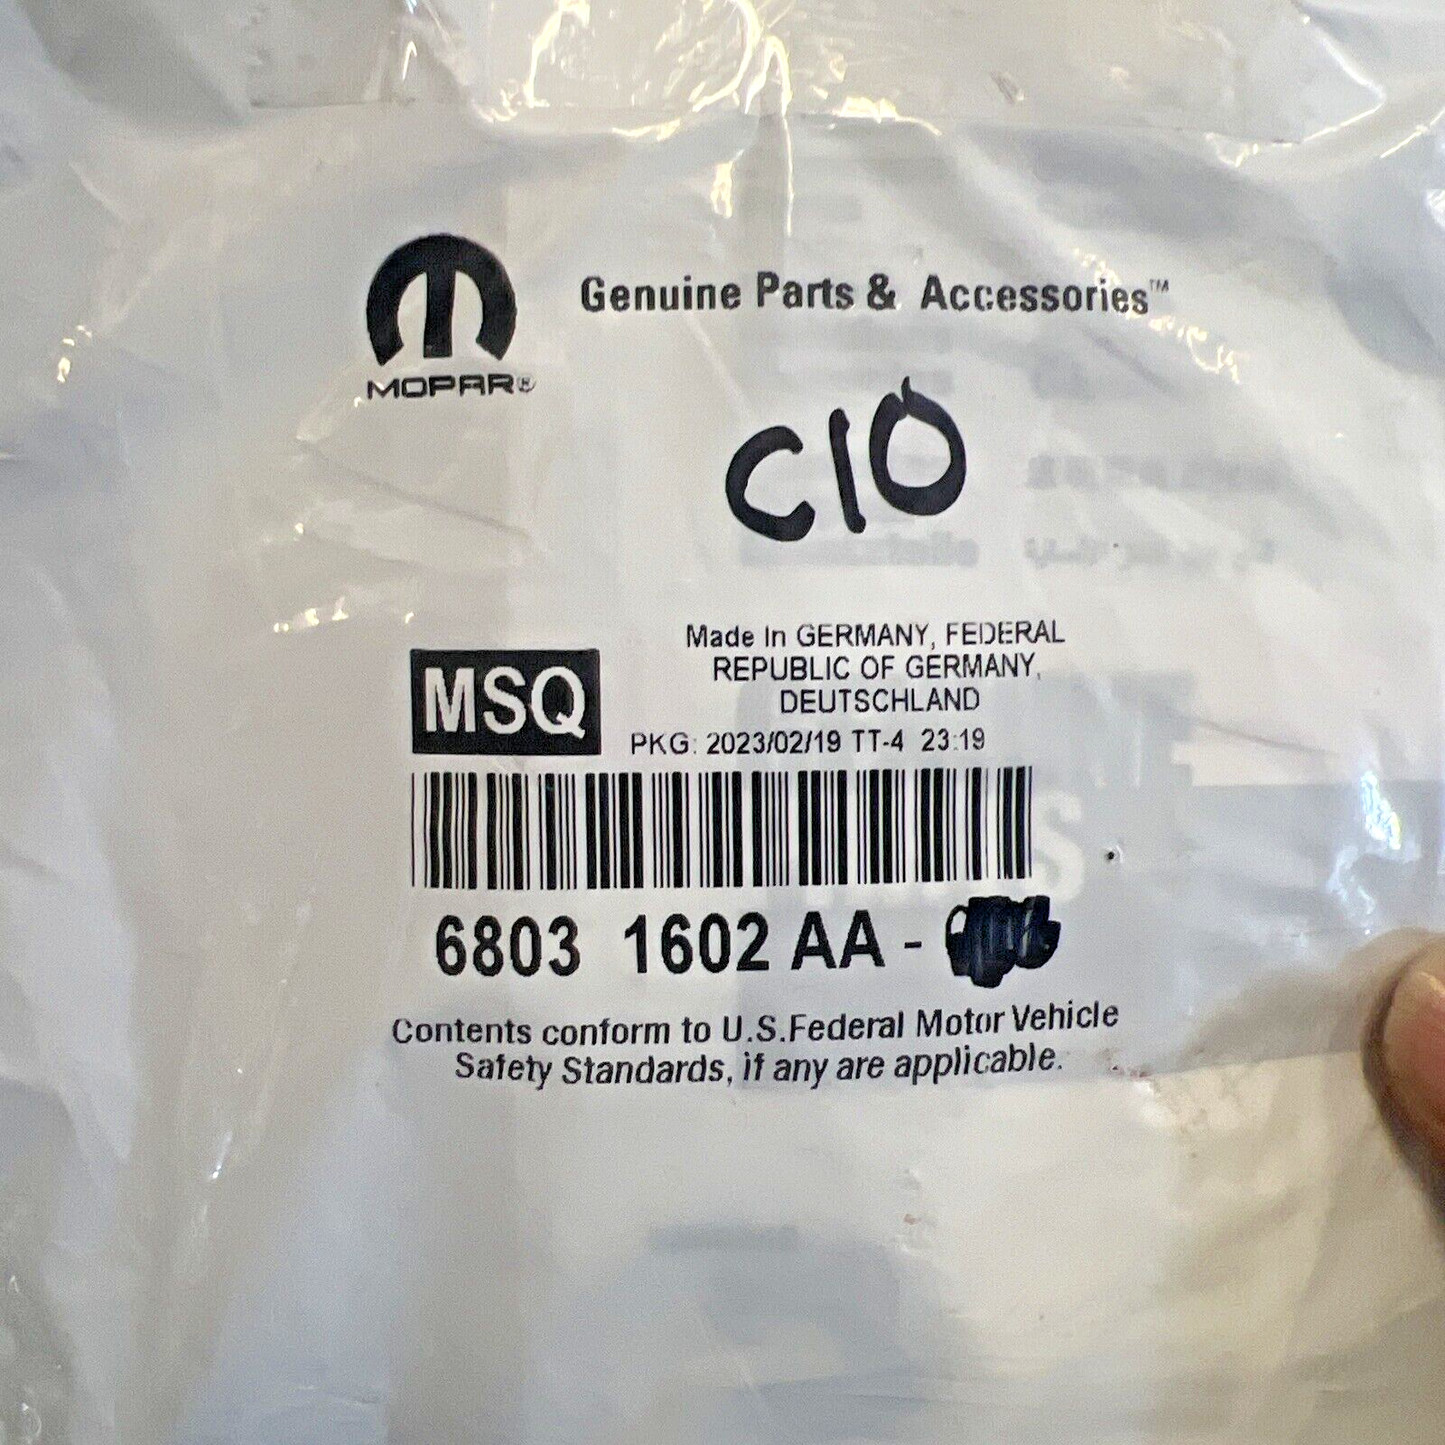 MOPAR®
Genuine Parts & Accessories™
C10
MSQ
Made In GERMANY, FEDERAL
REPUBLIC OF GERMANY,
DEUTSCHLAND
PKG: 2023/02/19 TT-4 23:19
6803 1602 AA -
Contents conform to U.S.Federal Motor Vehicle
Safety Standards, if any are applicable.